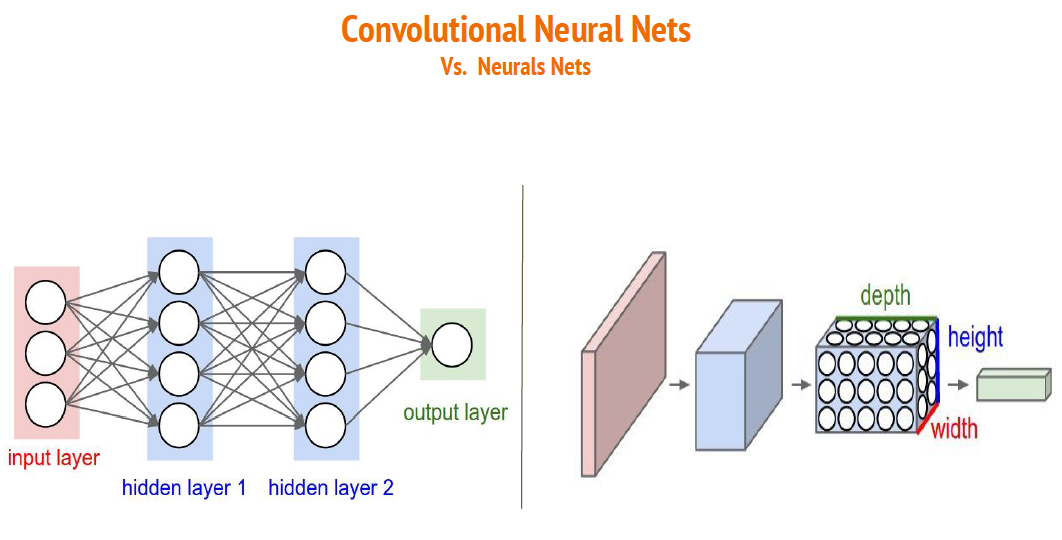 Convolutional Neural Nets
Vs. Neurals Nets
input layer
hidden layer 1
hidden layer 2
output layer
depth
height
width